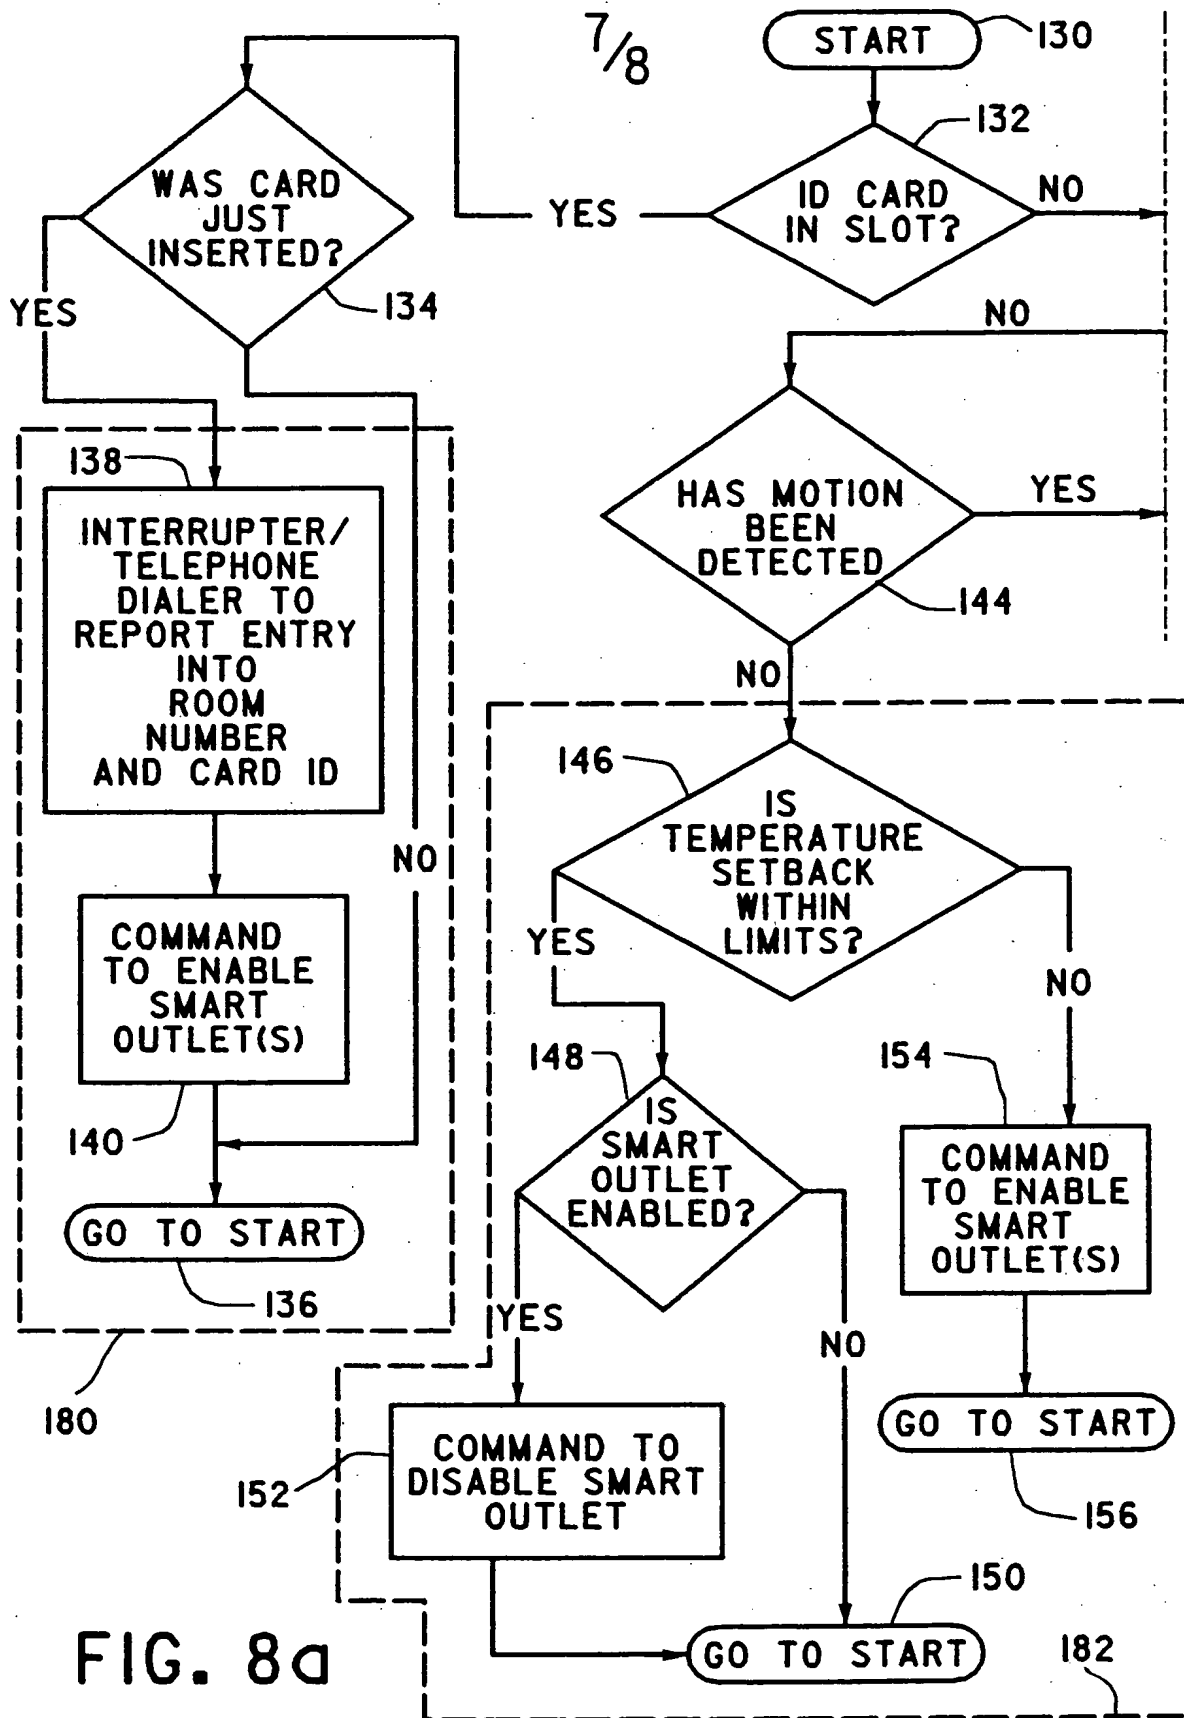 7/8
START
130
132
ID CARD
IN SLOT?
NO
YES
WAS CARD
JUST
INSERTED?
134
YES
NO
138
INTERRUPTER/
TELEPHONE
DIALER TO
REPORT ENTRY
INTO
ROOM
NUMBER
AND CARD ID
NO
COMMAND
TO ENABLE
SMART
OUTLET(S)
140
GO TO START
136
180
HAS MOTION
BEEN
DETECTED
YES
144
NO
146
IS
TEMPERATURE
SETBACK
WITHIN
LIMITS?
YES
NO
148
IS
SMART
OUTLET
ENABLED?
154
COMMAND
TO ENABLE
SMART
OUTLET(S)
YES
NO
GO TO START
156
152
COMMAND TO
DISABLE SMART
OUTLET
150
GO TO START
182
FIG. 8a